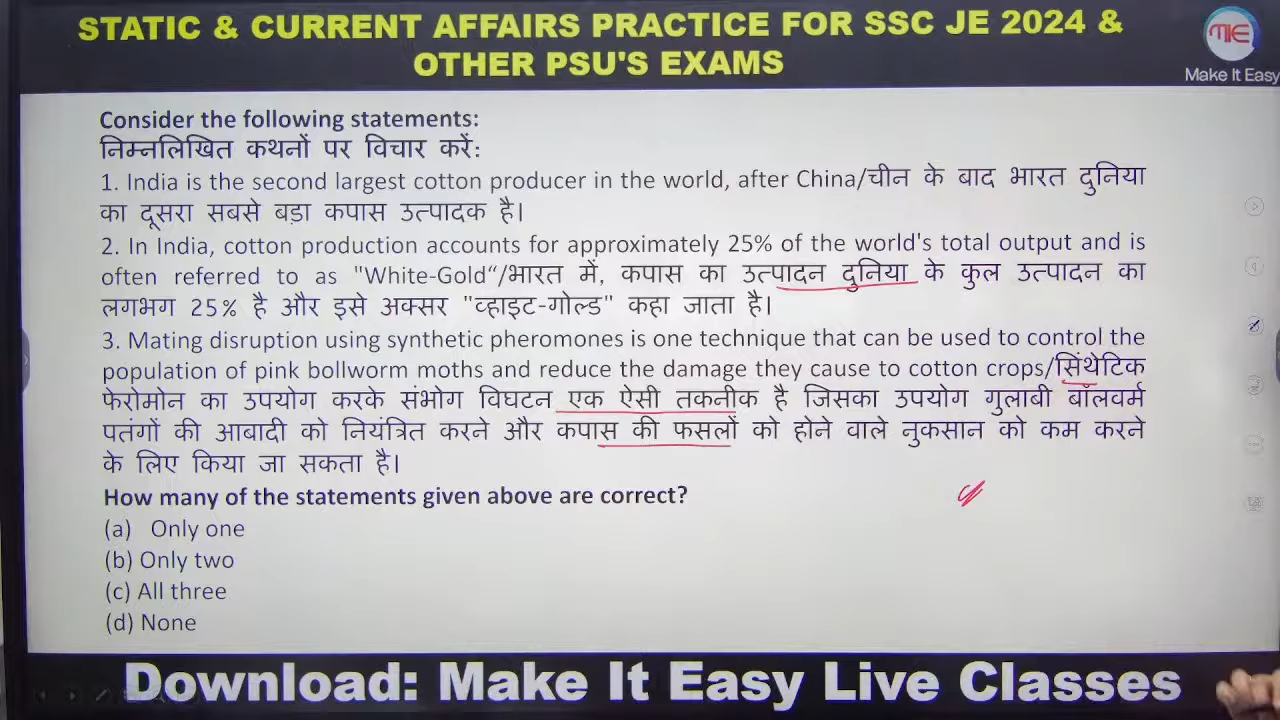 STATIC & CURRENT AFFAIRS PRACTICE FOR SSC JE 2024 &
OTHER PSU'S EXAMS
Make It Easy
Consider the following statements:
निम्नलिखित कथनों पर विचार करें:
1. India is the second largest cotton producer in the world, after China/चीन के बाद भारत दुनिया
का दूसरा सबसे बड़ा कपास उत्पादक है।
2. In India, cotton production accounts for approximately 25% of the world's total output and is
often referred to as "White-Gold“/भारत में, कपास का उत्पादन दुनिया के कुल उत्पादन का
लगभग 25% है और इसे अक्सर "व्हाइट-गोल्ड" कहा जाता है।
3. Mating disruption using synthetic pheromones is one technique that can be used to control the
population of pink bollworm moths and reduce the damage they cause to cotton crops/सिंथेटिक
फेरोमोन का उपयोग करके संभोग विघटन एक ऐसी तकनीक है जिसका उपयोग गुलाबी बॉलवर्म
पतंगों की आबादी को नियंत्रित करने और कपास की फसलों को होने वाले नुकसान को कम करने
के लिए किया जा सकता है।
How many of the statements given above are correct?
(a) Only one
(b) Only two
(c) All three
(d) None
Download: Make It Easy Live Classes